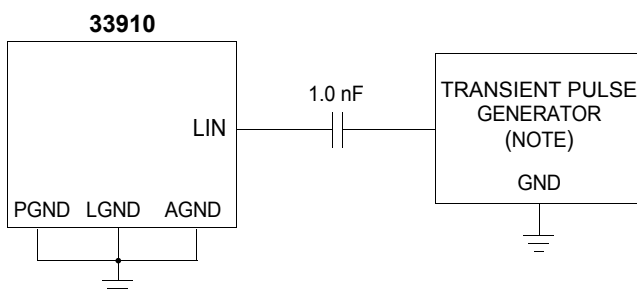 33910
LIN
PGND LGND AGND
1.0 nF
TRANSIENT PULSE
GENERATOR
(NOTE)
GND